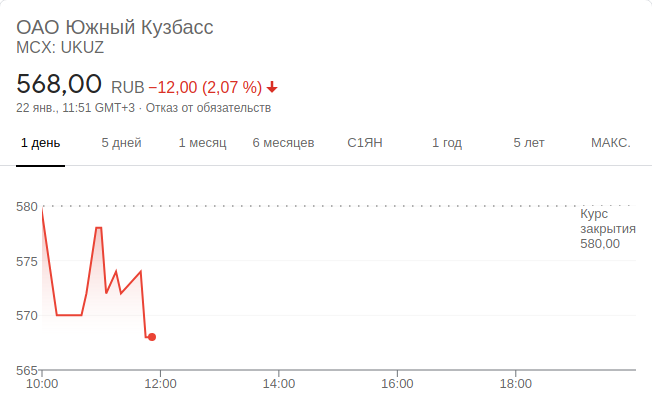 ОАО Южный Кузбасс
MCX: UKUZ
568,00 RUB −12,00 (2,07 %)
22 янв., 11:51 GMT+3 · Отказ от обязательств
1 день 5 дней 1 месяц 6 месяцев С1ЯН 1 год 5 лет МАКС.
580
Курс
закрытия
580,00
575
570
565
10:00 12:00 14:00 16:00 18:00